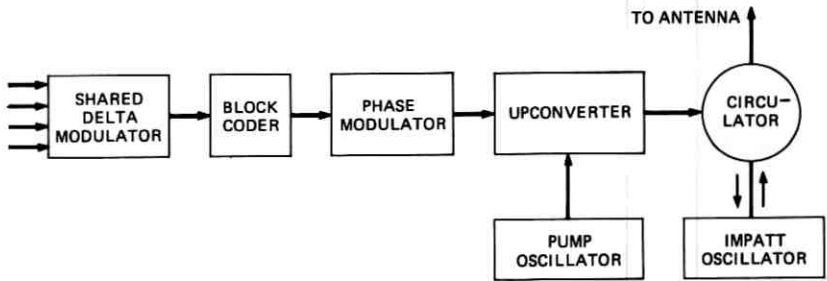 TO ANTENNA
SHARED
DELTA
MODULATOR
BLOCK
CODER
PHASE
MODULATOR
UPCONVERTER
CIRCU-
LATOR
PUMP
OSCILLATOR
IMPATT
OSCILLATOR